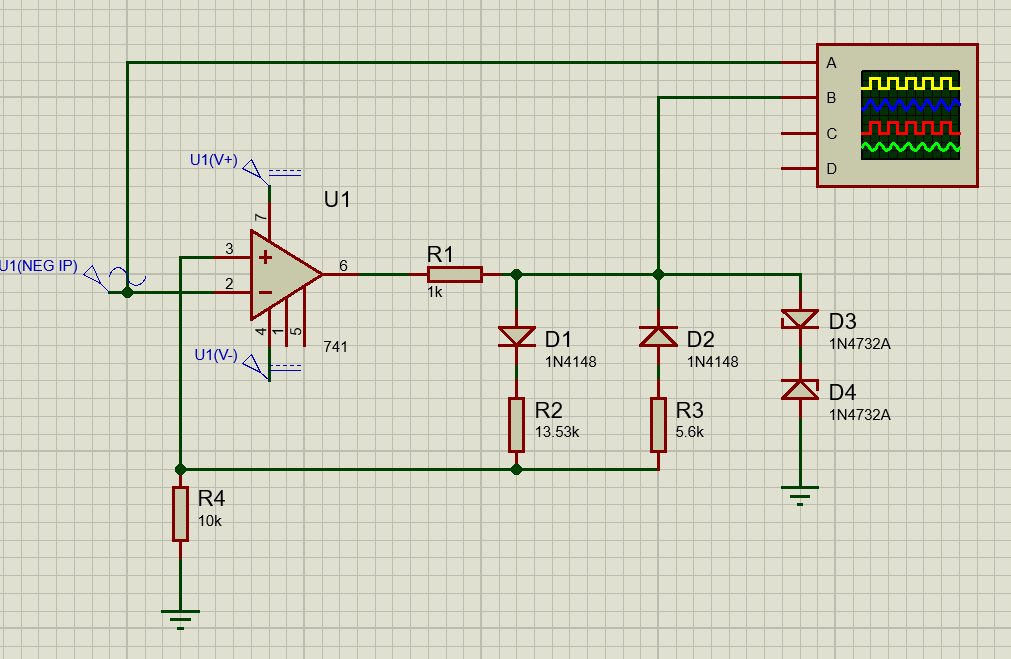 A
B
C
D
U1(V+)
U1
7
3
6
2
U1(NEG IP)
4
1
5
741
U1(V-)
R1
1k
D1
1N4148
D2
1N4148
D3
1N4732A
D4
1N4732A
R2
13.53k
R3
5.6k
R4
10k